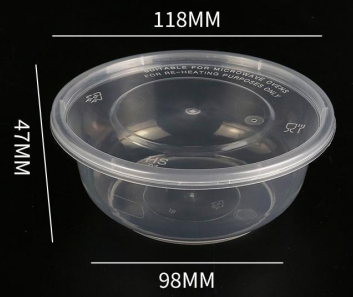 118MM
SUITABLE FOR MICROWAVE OVENS
FOR RE-HEATING PURPOSES ONLY
47MM
98MM